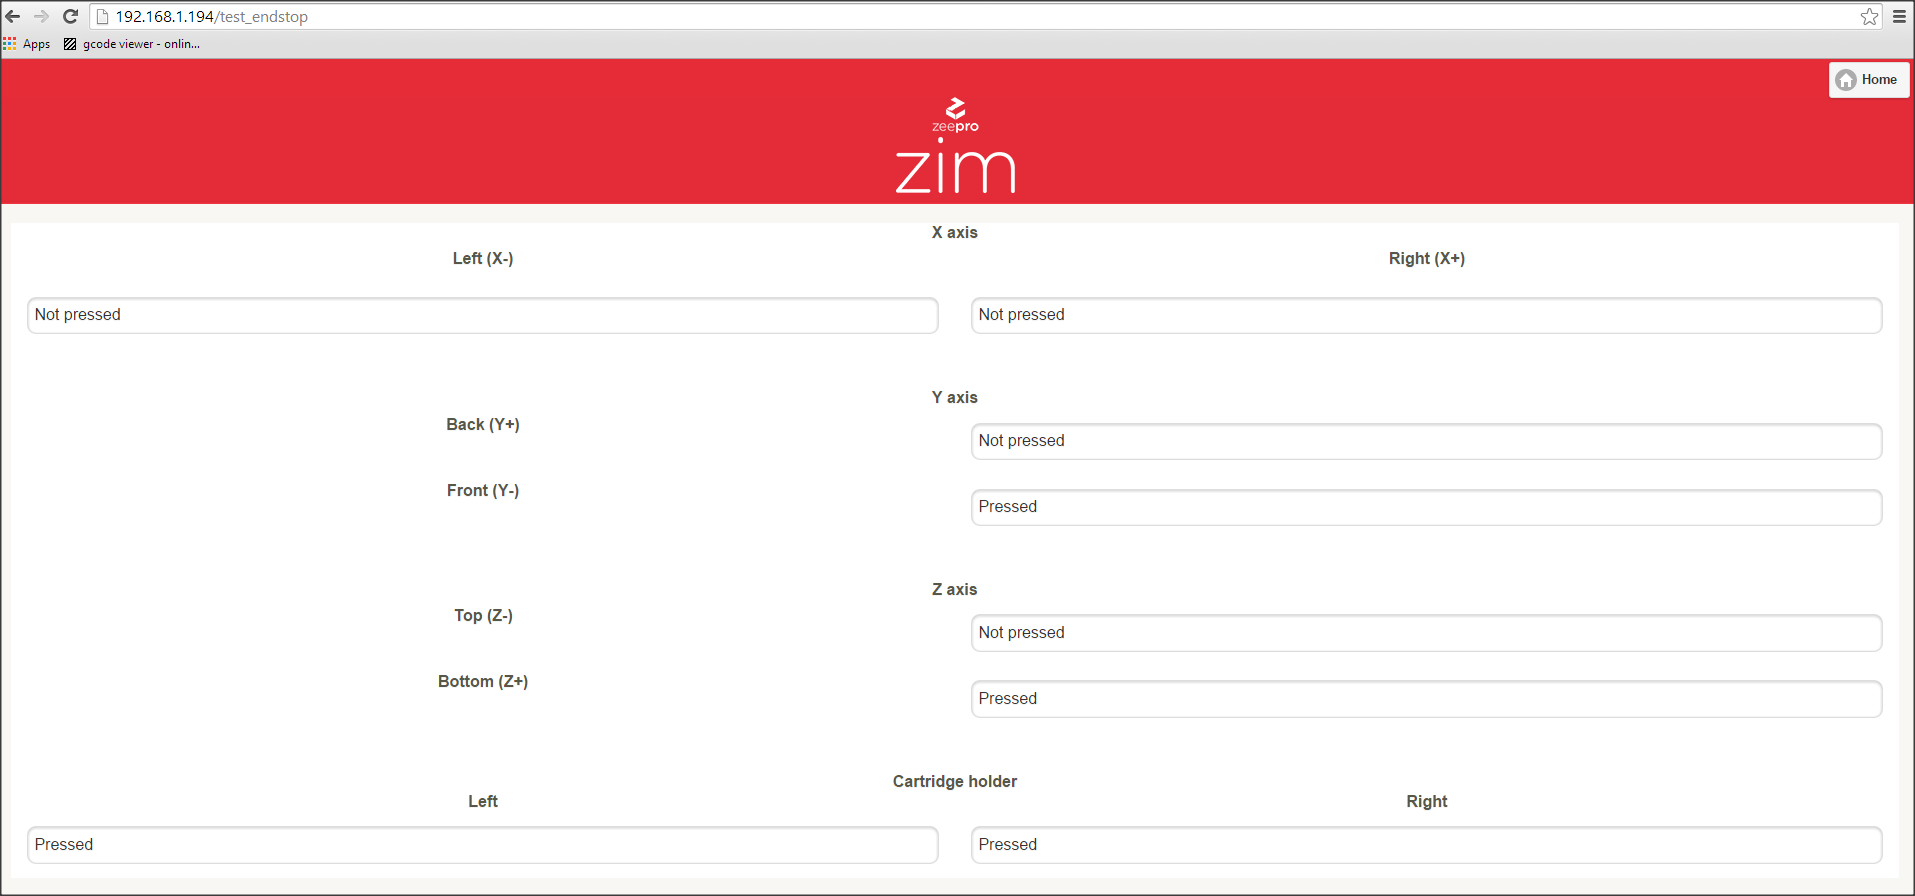 192.168.1.194/test_endstop
Apps gcode viewer - onlin...
Home
zeepro
zim
X axis
Left (X-) Right (X+)
Not pressed Not pressed
Y axis
Back (Y+) Not pressed
Front (Y-) Pressed
Z axis
Top (Z-) Not pressed
Bottom (Z+) Pressed
Cartridge holder
Left Right
Pressed Pressed